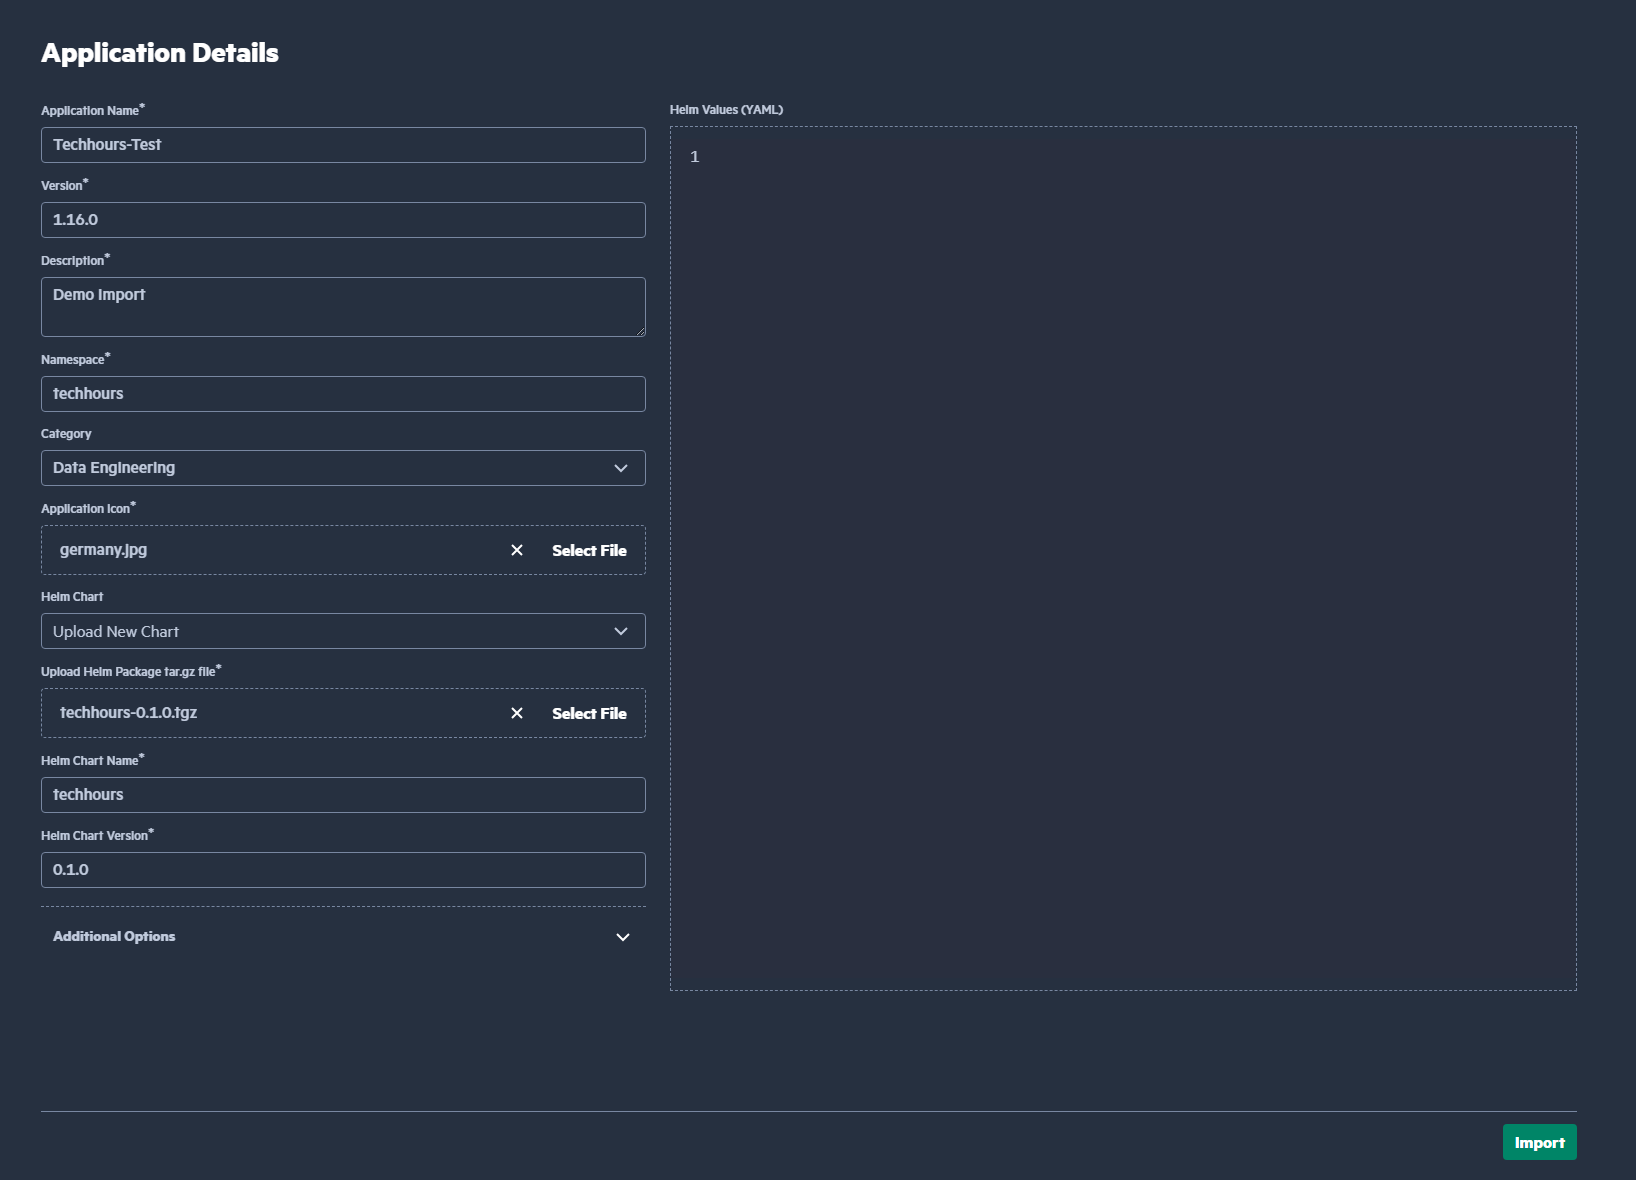 Application Details
Application Name*
Techhours-Test
Version*
1.16.0
Description*
Demo Import
Namespace*
techhours
Category
Data Engineering
Application Icon*
germany.jpg
Select File
Helm Chart
Upload New Chart
Upload Helm Package tar.gz file*
techhours-0.1.0.tgz
Select File
Helm Chart Name*
techhours
Helm Chart Version*
0.1.0
Additional Options
Helm Values (YAML)
1
Import